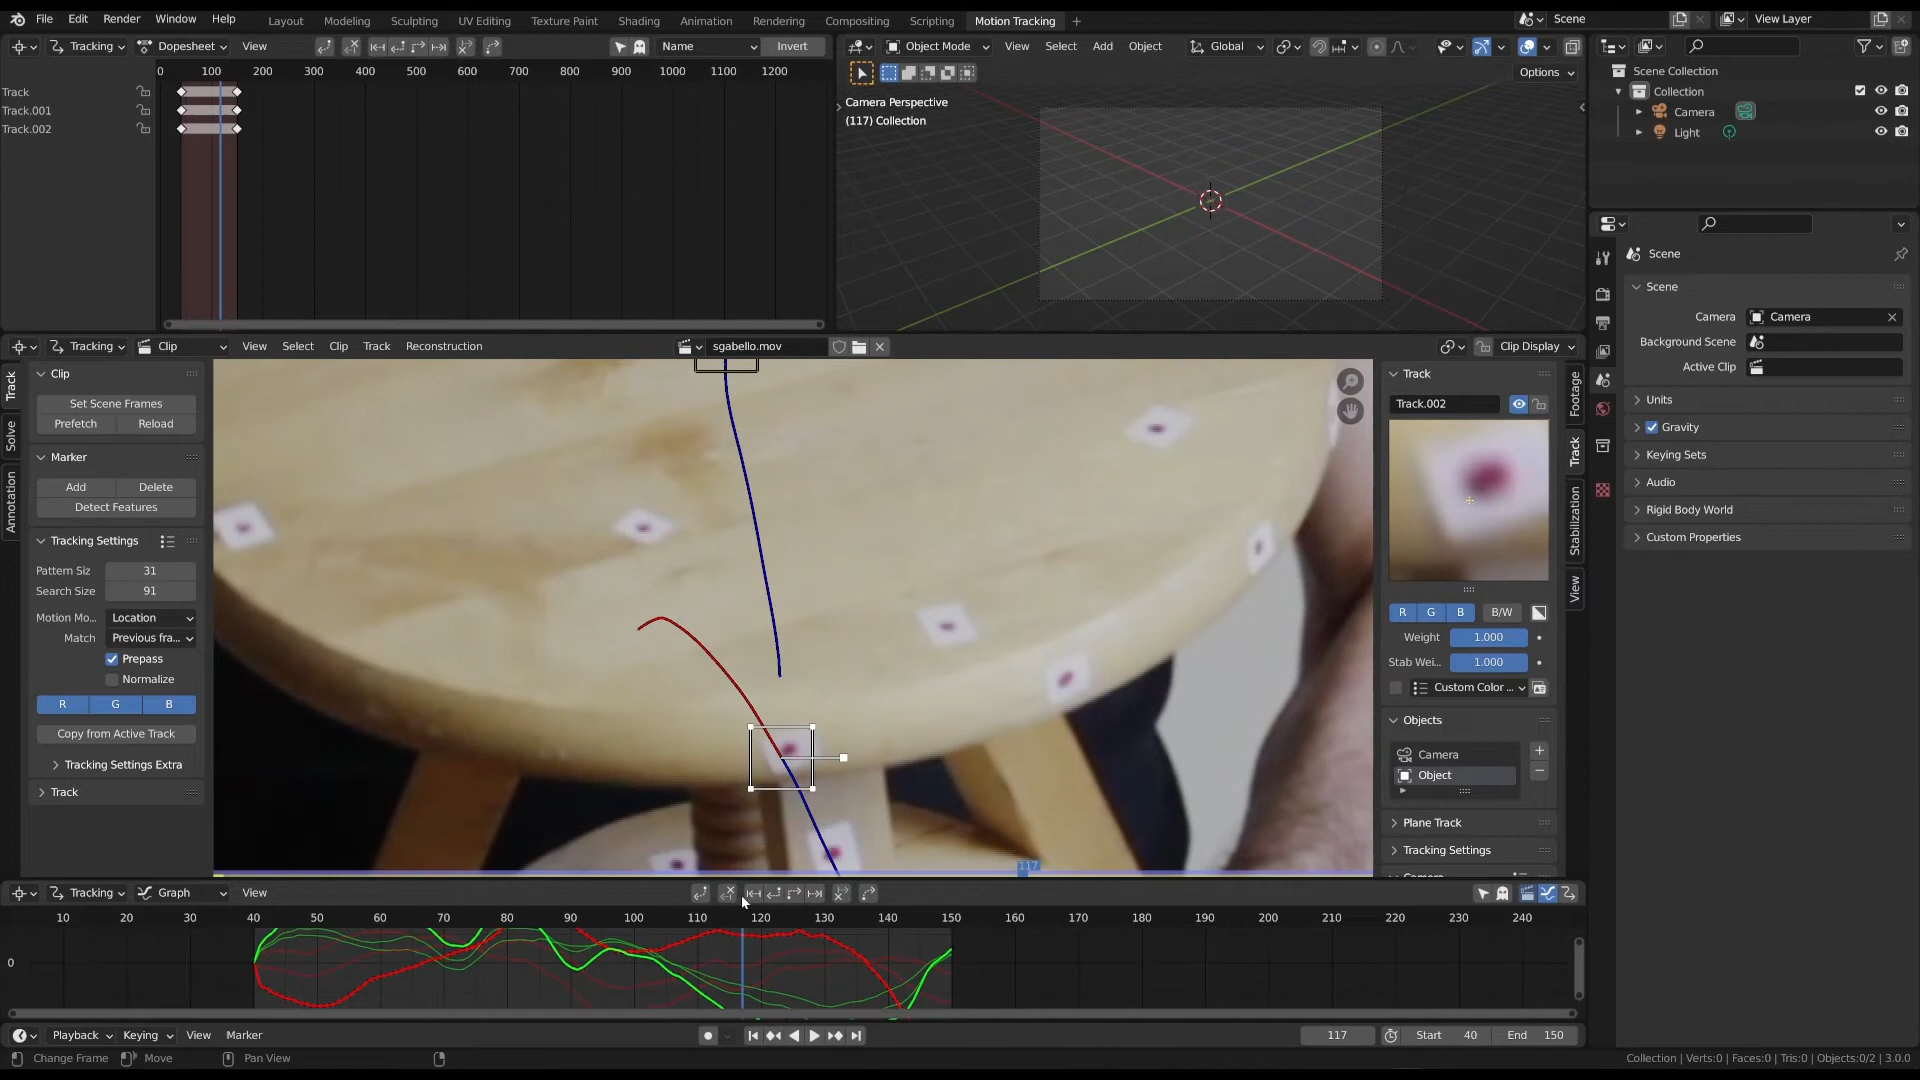 File Edit Render Window Help Layout Modeling Sculpting UV Editing Texture Paint Shading Animation Rendering Compositing Scripting Motion Tracking + Scene View Layer
Tracking Dopesheet View Name Invert
0 100 200 300 400 500 600 700 800 900 1000 1100 1200
Track
Track.001
Track.002
Object Mode View Select Add Object Global
Options
Camera Perspective
(117) Collection
Scene Collection
Collection
Camera
Light
Scene
Scene
Camera Camera
Background Scene
Active Clip
Units
Gravity
Keying Sets
Audio
Rigid Body World
Custom Properties
Tracking Clip View Select Clip Track Reconstruction sgabello.mov Clip Display
Track
Solve
Annotation
Clip
Set Scene Frames
Prefetch Reload
Marker
Add Delete
Detect Features
Tracking Settings
Pattern Siz 31
Search Size 91
Motion Mo... Location
Match Previous fra...
Prepass
Normalize
R G B
Copy from Active Track
Tracking Settings Extra
Track
117
Track
Track.002
R G B B/W
Weight 1.000
Stab Wei... 1.000
Custom Color ...
Objects
Camera
Object
Plane Track
Tracking Settings
Footage
Track
Stabilization
View
Tracking Graph View
10 20 30 40 50 60 70 80 90 100 110 120 130 140 150 160 170 180 190 200 210 220 230 240
0
Playback Keying View Marker 117 Start 40 End 150
Change Frame Move Pan View Collection | Verts:0 | Faces:0 | Tris:0 | Objects:0/2 | 3.0.0